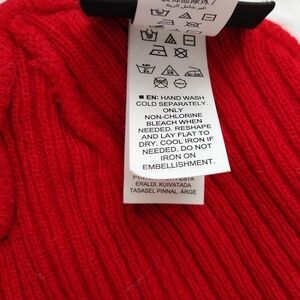 ■ EN: HAND WASH
COLD SEPARATELY.
ONLY
NON-CHLORINE
BLEACH WHEN
NEEDED. RESHAPE
AND LAY FLAT TO
DRY. COOL IRON IF
NEEDED. DO NOT
IRON ON
EMBELLISHMENT.
ERALDI, KUIVATADA
TASASEL PINNAL. ÄRGE